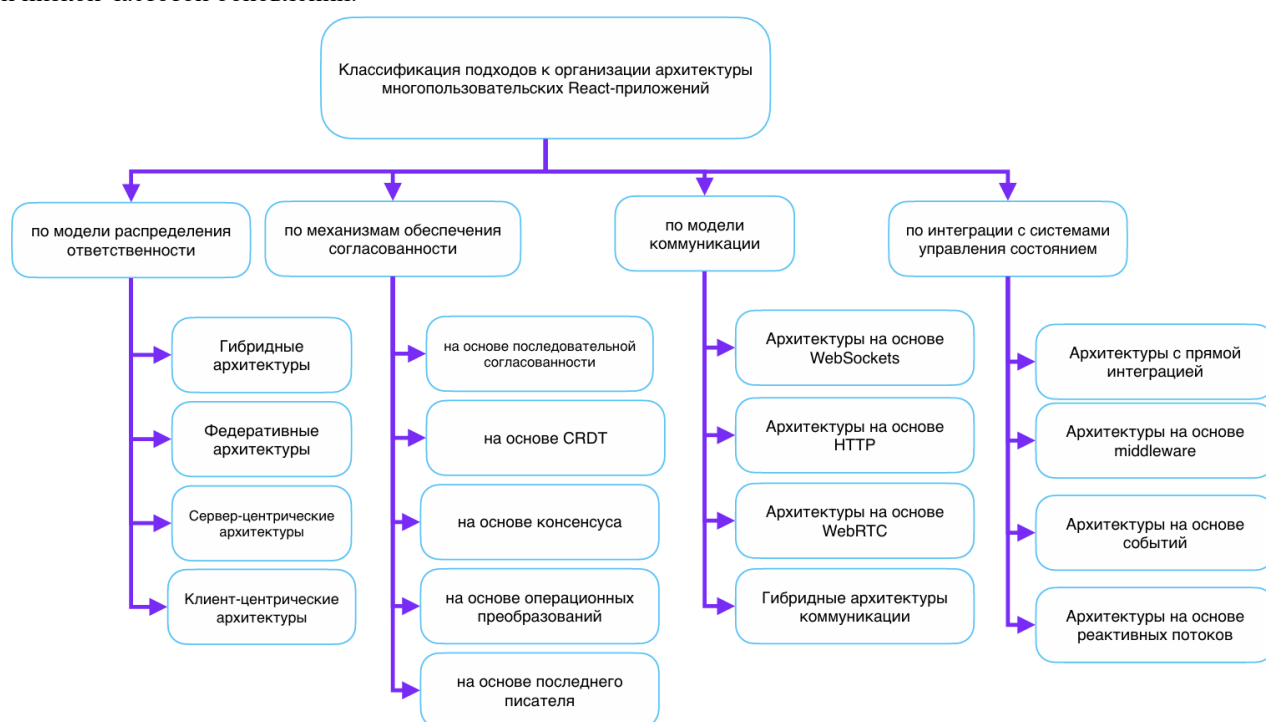 Классификация подходов к организации архитектуры
многопользовательских React-приложений
по модели распределения
ответственности
по механизмам обеспечения
согласованности
по модели
коммуникации
по интеграции с системами
управления состоянием
Гибридные
архитектуры
Федеративные
архитектуры
Сервер-центрические
архитектуры
Клиент-центрические
архитектуры
на основе последовательной
согласованности
на основе CRDT
на основе консенсуса
на основе операционных
преобразований
на основе последнего
писателя
Архитектуры на основе
WebSockets
Архитектуры на основе
HTTP
Архитектуры на основе
WebRTC
Гибридные архитектуры
коммуникации
Архитектуры с прямой
интеграцией
Архитектуры на основе
middleware
Архитектуры на основе
событий
Архитектуры на основе
реактивных потоков